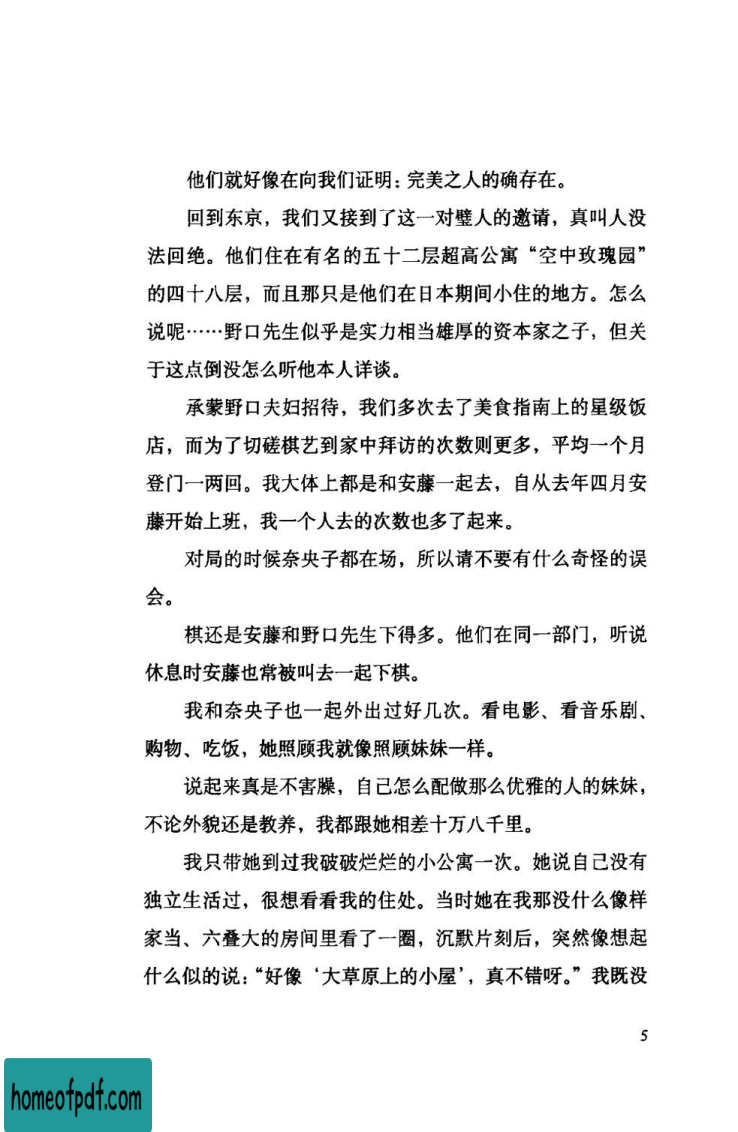 他们就好像在向我们证明：完美之人的确存在。
回到东京，我们又接到了这一对璧人的邀请，真叫人没
法回绝。他们住在有名的五十二层超高公寓“空中玫瑰园”
的四十八层，而且那只是他们在日本期间小住的地方。怎么
说呢……野口先生似乎是实力相当雄厚的资本家之子，但关
于这点倒没怎么听他本人详谈。
承蒙野口夫妇招待，我们多次去了美食指南上的星级饭
店，而为了切磋棋艺到家中拜访的次数则更多，平均一个月
登门一两回。我大体上都是和安藤一起去，自从去年四月安
藤开始上班，我一个人去的次数也多了起来。
对局的时候奈央子都在场，所以请不要有什么奇怪的误
会。
棋还是安藤和野口先生下得多。他们在同一部门，听说
休息时安藤也常被叫去一起下棋。
我和奈央子也一起外出过好几次。看电影、看音乐剧、
购物、吃饭，她照顾我就像照顾妹妹一样。
说起来真是不害臊，自己怎么配做那么优雅的人的妹妹，
不论外貌还是教养，我都跟她相差十万八千里。
我只带她到过我破破烂烂的小公寓一次。她说自己没有
独立生活过，很想看看我的住处。当时她在我那没什么像样
家当、六叠大的房间里看了一圈，沉默片刻后，突然像想起
什么似的说：“好像‘大草原上的小屋’，真不错呀。”我既没
5
homeofpdf.com